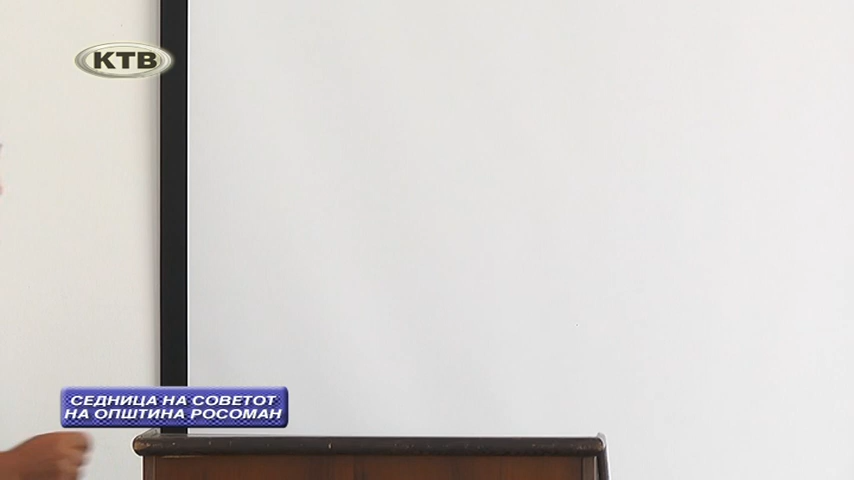 КТВ
СЕДНИЦА НА СОВЕТОТ
НА ОПШТИНА РОСОМАН